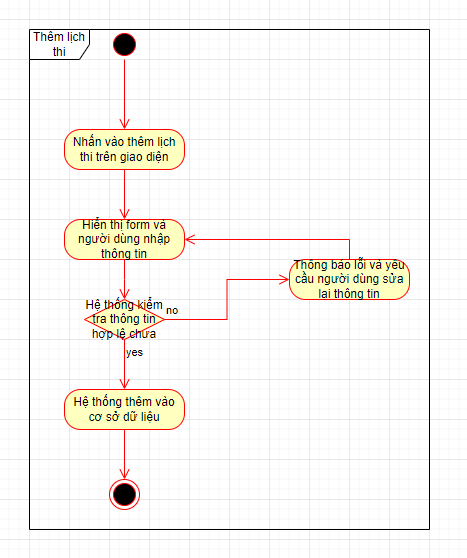 Thêm lịch
thi
Nhấn vào thêm lịch
thi trên giao diện
Hiển thị form và
người dùng nhập
thông tin
Thông báo lỗi và yêu
cầu người dùng sửa
lại thông tin
Hệ thống kiểm
tra thông tin
hợp lệ chưa
no
yes
Hệ thống thêm vào
cơ sở dữ liệu